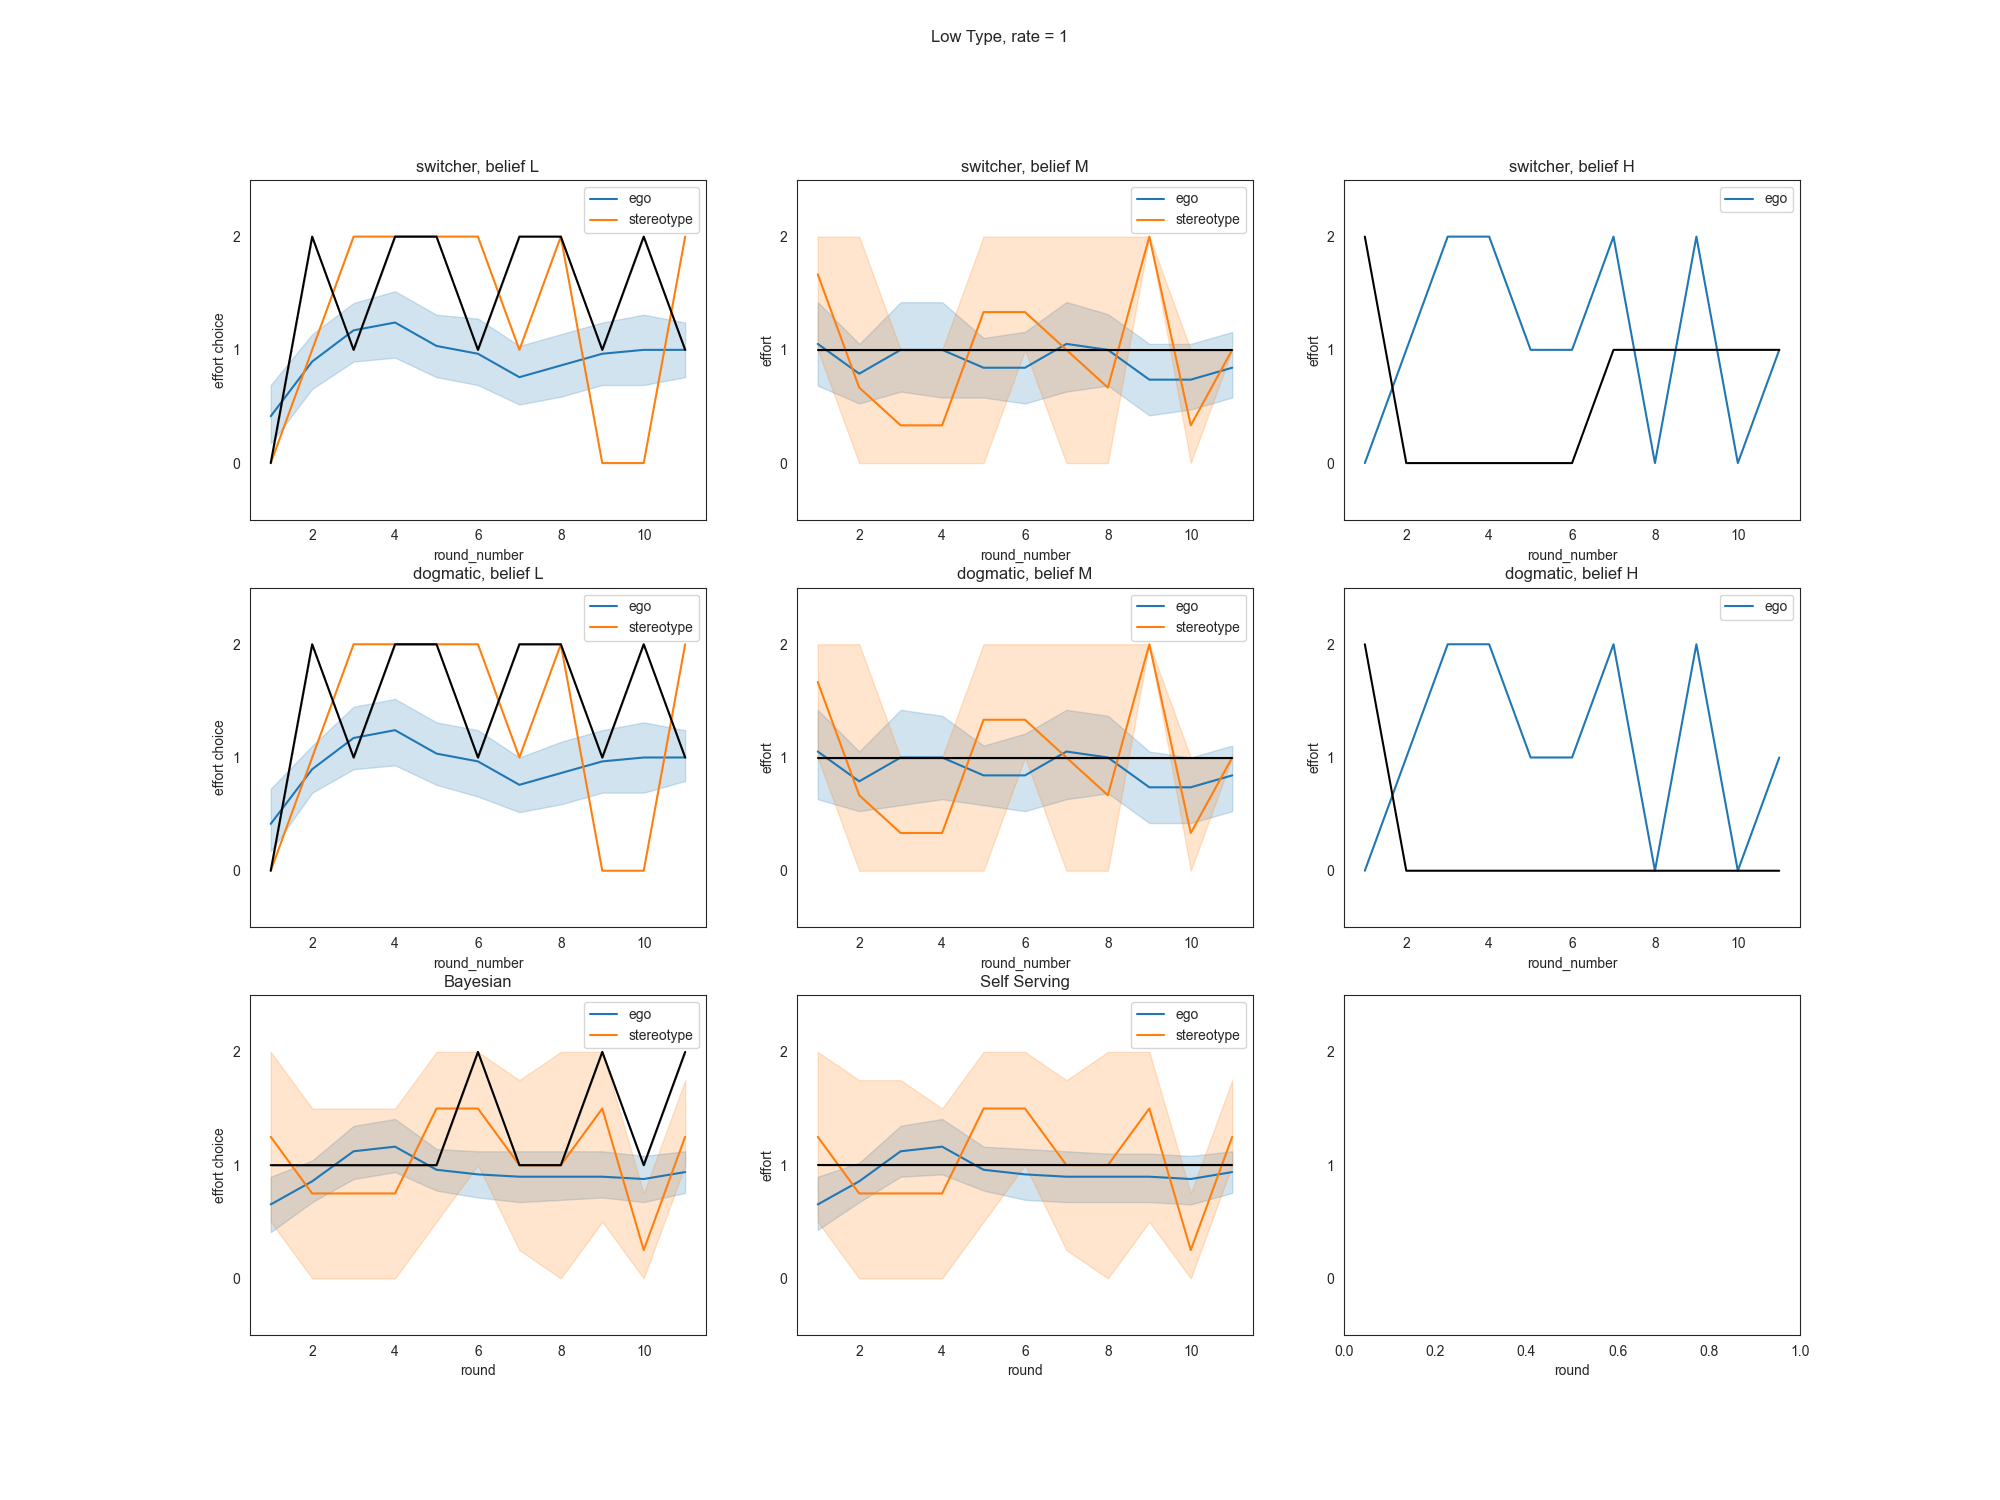 Low Type, rate = 1
switcher, belief L
ego
stereotype
2
1
0
effort choice
2 4 6 8 10
round_number
switcher, belief M
ego
stereotype
2
1
0
effort
2 4 6 8 10
round_number
switcher, belief H
ego
2
1
0
effort
2 4 6 8 10
round_number
dogmatic, belief L
ego
stereotype
2
1
0
effort choice
2 4 6 8 10
round_number
dogmatic, belief M
ego
stereotype
2
1
0
effort
2 4 6 8 10
round_number
dogmatic, belief H
ego
2
1
0
effort
2 4 6 8 10
round_number
Bayesian
ego
stereotype
2
1
0
effort choice
2 4 6 8 10
round
Self Serving
ego
stereotype
2
1
0
effort
2 4 6 8 10
round
2
1
0
0.0 0.2 0.4 0.6 0.8 1.0
round